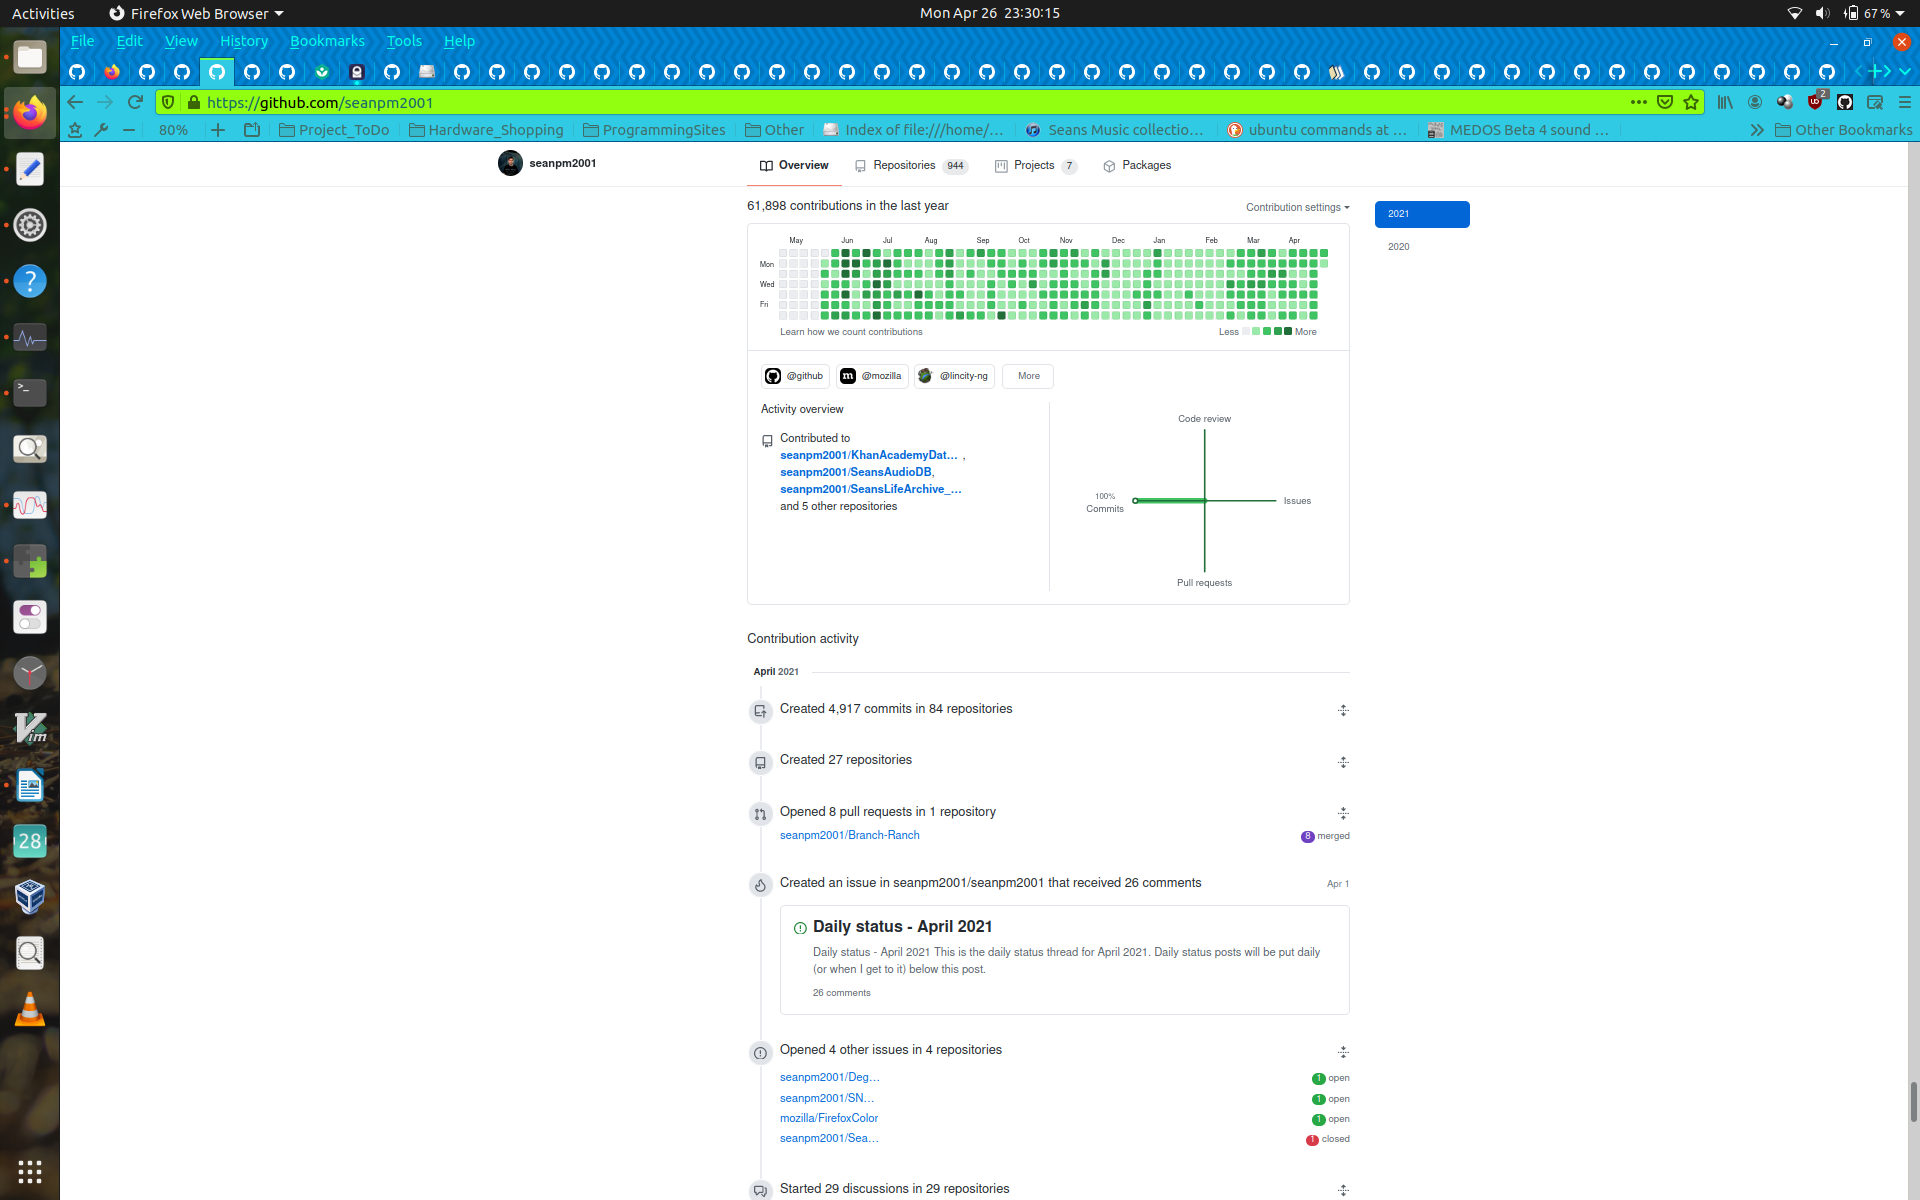 Activities
Firefox Web Browser
Mon Apr 26 23:30:15
67 %
File Edit View History Bookmarks Tools Help
https://github.com/seanpm2001
2
80%
Project_ToDo
Hardware_Shopping
ProgrammingSites
Other
Index of file:///home/...
Seans Music collectio...
ubuntu commands at ...
MEDOS Beta 4 sound ...
Other Bookmarks
seanpm2001
Overview
Repositories 944
Projects 7
Packages
61,898 contributions in the last year
Contribution settings
2021
2020
May Jun Jul Aug Sep Oct Nov Dec Jan Feb Mar Apr
Mon
Wed
Fri
Learn how we count contributions
Less More
@github
@mozilla
@lincity-ng
More
Activity overview
Contributed to
seanpm2001/KhanAcademyDat... ,
seanpm2001/SeansAudioDB,
seanpm2001/SeansLifeArchive_...
and 5 other repositories
Code review
100%
Commits
Issues
Pull requests
Contribution activity
April 2021
Created 4,917 commits in 84 repositories
Created 27 repositories
Opened 8 pull requests in 1 repository
seanpm2001/Branch-Ranch
8 merged
Created an issue in seanpm2001/seanpm2001 that received 26 comments
Apr 1
Daily status - April 2021
Daily status - April 2021 This is the daily status thread for April 2021. Daily status posts will be put daily
(or when I get to it) below this post.
26 comments
Opened 4 other issues in 4 repositories
seanpm2001/Deg...
1 open
seanpm2001/SN...
1 open
mozilla/FirefoxColor
1 open
seanpm2001/Sea...
1 closed
Started 29 discussions in 29 repositories
28
Vim